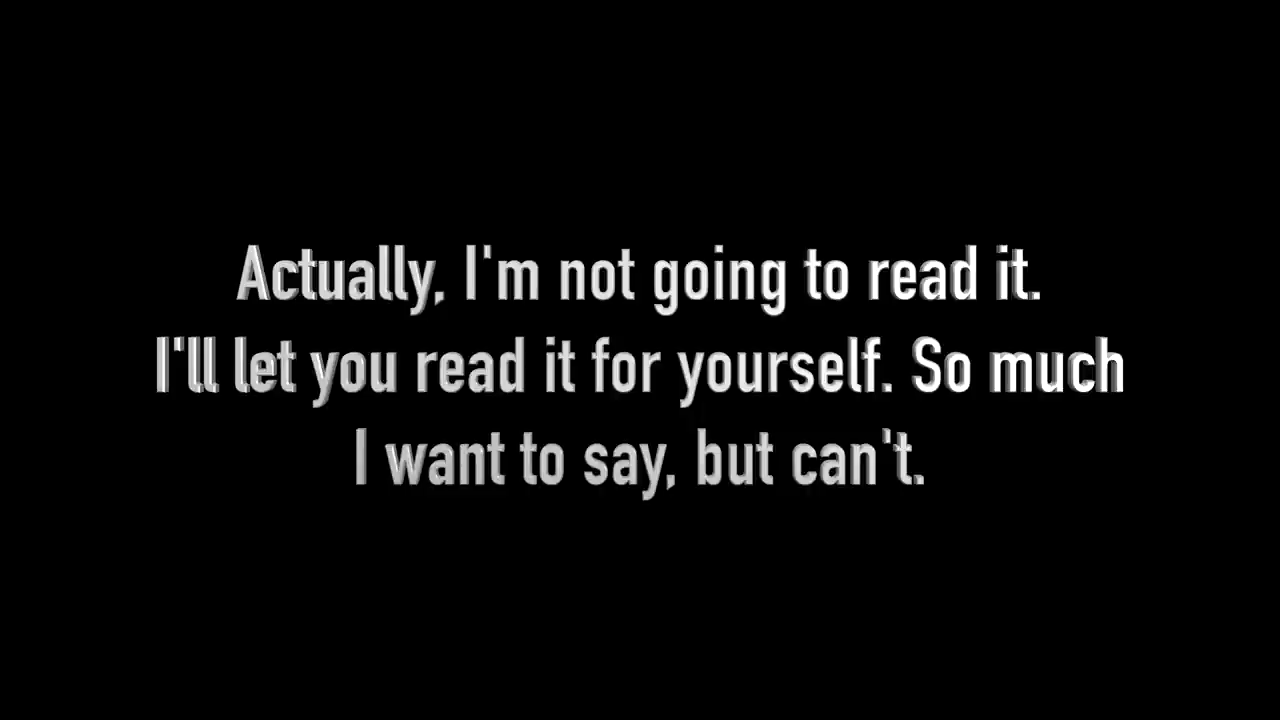 Actually, I'm not going to read it.
I'll let you read it for yourself. So much
I want to say, but can't.